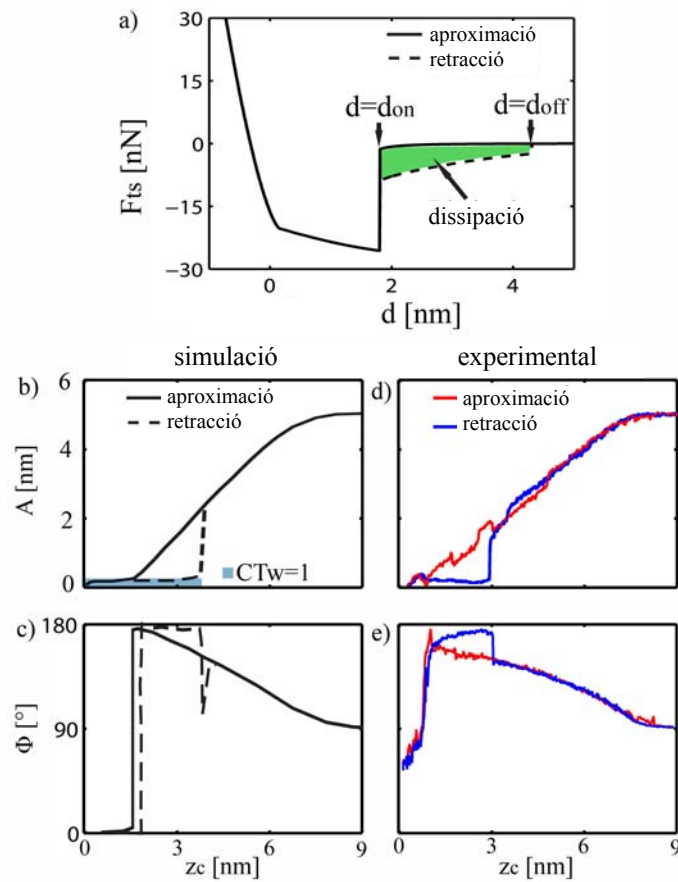 a)
aproximació
retracció
d=don
d=doff
dissipació
Fts [nN]
30
15
0
−15
−30
0
2
4
d [nm]
simulació
experimental
b)
aproximació
retracció
CTw=1
A [nm]
6
4
2
0
d)
aproximació
retracció
c)
Φ [°]
180
90
0
0
3
6
9
zc [nm]
e)
0
3
6
9
zc [nm]